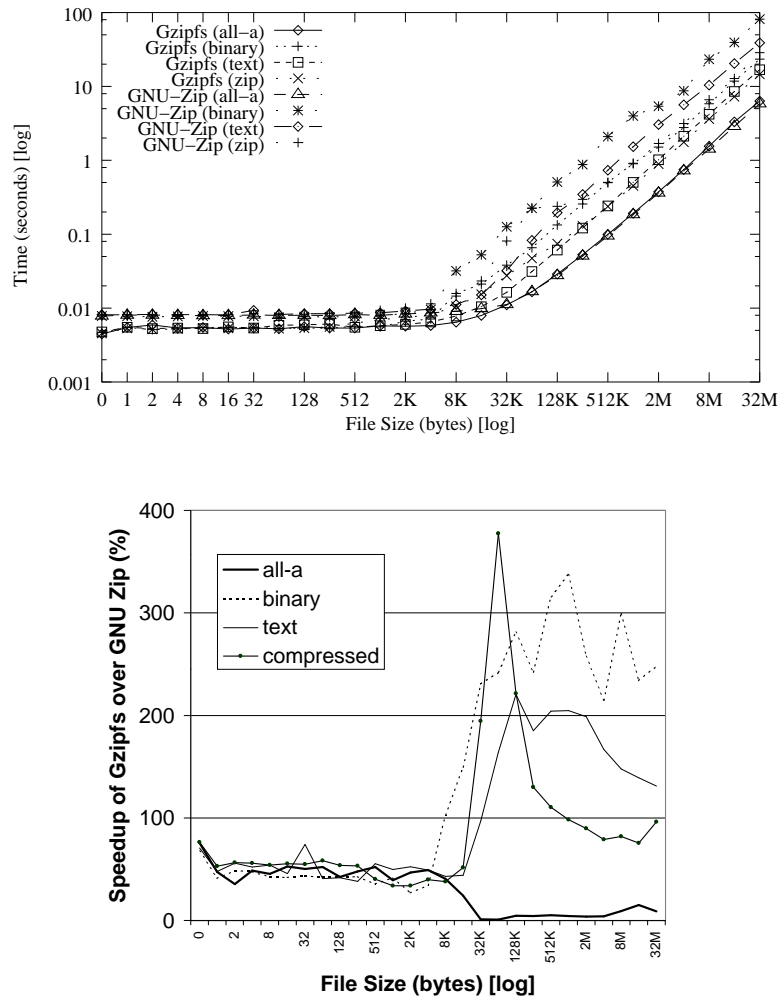 100
10
1
0.1
0.01
0.001
Time (seconds) [log]
Gzipfs (all−a)
Gzipfs (binary)
Gzipfs (text)
Gzipfs (zip)
GNU−Zip (all−a)
GNU−Zip (binary)
GNU−Zip (text)
GNU−Zip (zip)
0 1 2 4 8 16 32 128 512 2K 8K 32K 128K 512K 2M 8M 32M
File Size (bytes) [log]
400
300
200
100
0
Speedup of Gzipfs over GNU Zip (%)
all-a
binary
text
compressed
0 2 8 32 128 512 2K 8K 32K 128K 512K 2M 8M 32M
File Size (bytes) [log]